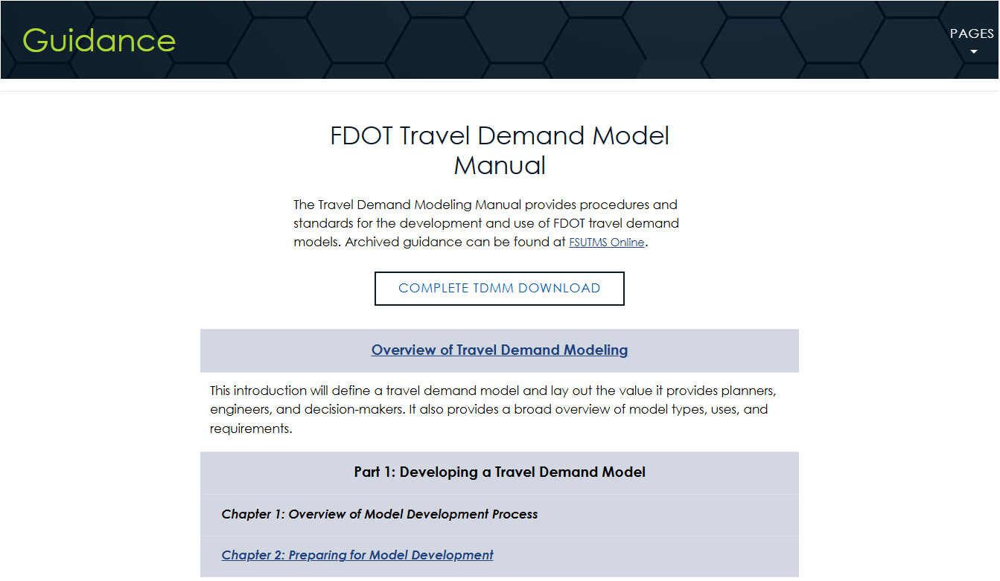 Guidance
PAGES
FDOT Travel Demand Model
Manual
The Travel Demand Modeling Manual provides procedures and
standards for the development and use of FDOT travel demand
models. Archived guidance can be found at FSUTMS Online.
COMPLETE TDMM DOWNLOAD
Overview of Travel Demand Modeling
This introduction will define a travel demand model and lay out the value it provides planners,
engineers, and decision-makers. It also provides a broad overview of model types, uses, and
requirements.
Part 1: Developing a Travel Demand Model
Chapter 1: Overview of Model Development Process
Chapter 2: Preparing for Model Development